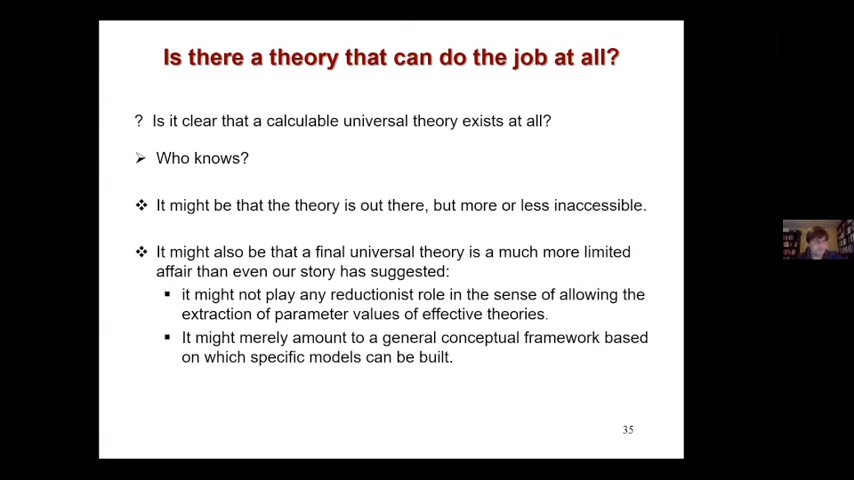 Is there a theory that can do the job at all?
? Is it clear that a calculable universal theory exists at all?
➢ Who knows?
❖ It might be that the theory is out there, but more or less inaccessible.
❖ It might also be that a final universal theory is a much more limited
affair than even our story has suggested:
▪ it might not play any reductionist role in the sense of allowing the
extraction of parameter values of effective theories.
▪ It might merely amount to a general conceptual framework based
on which specific models can be built.
35